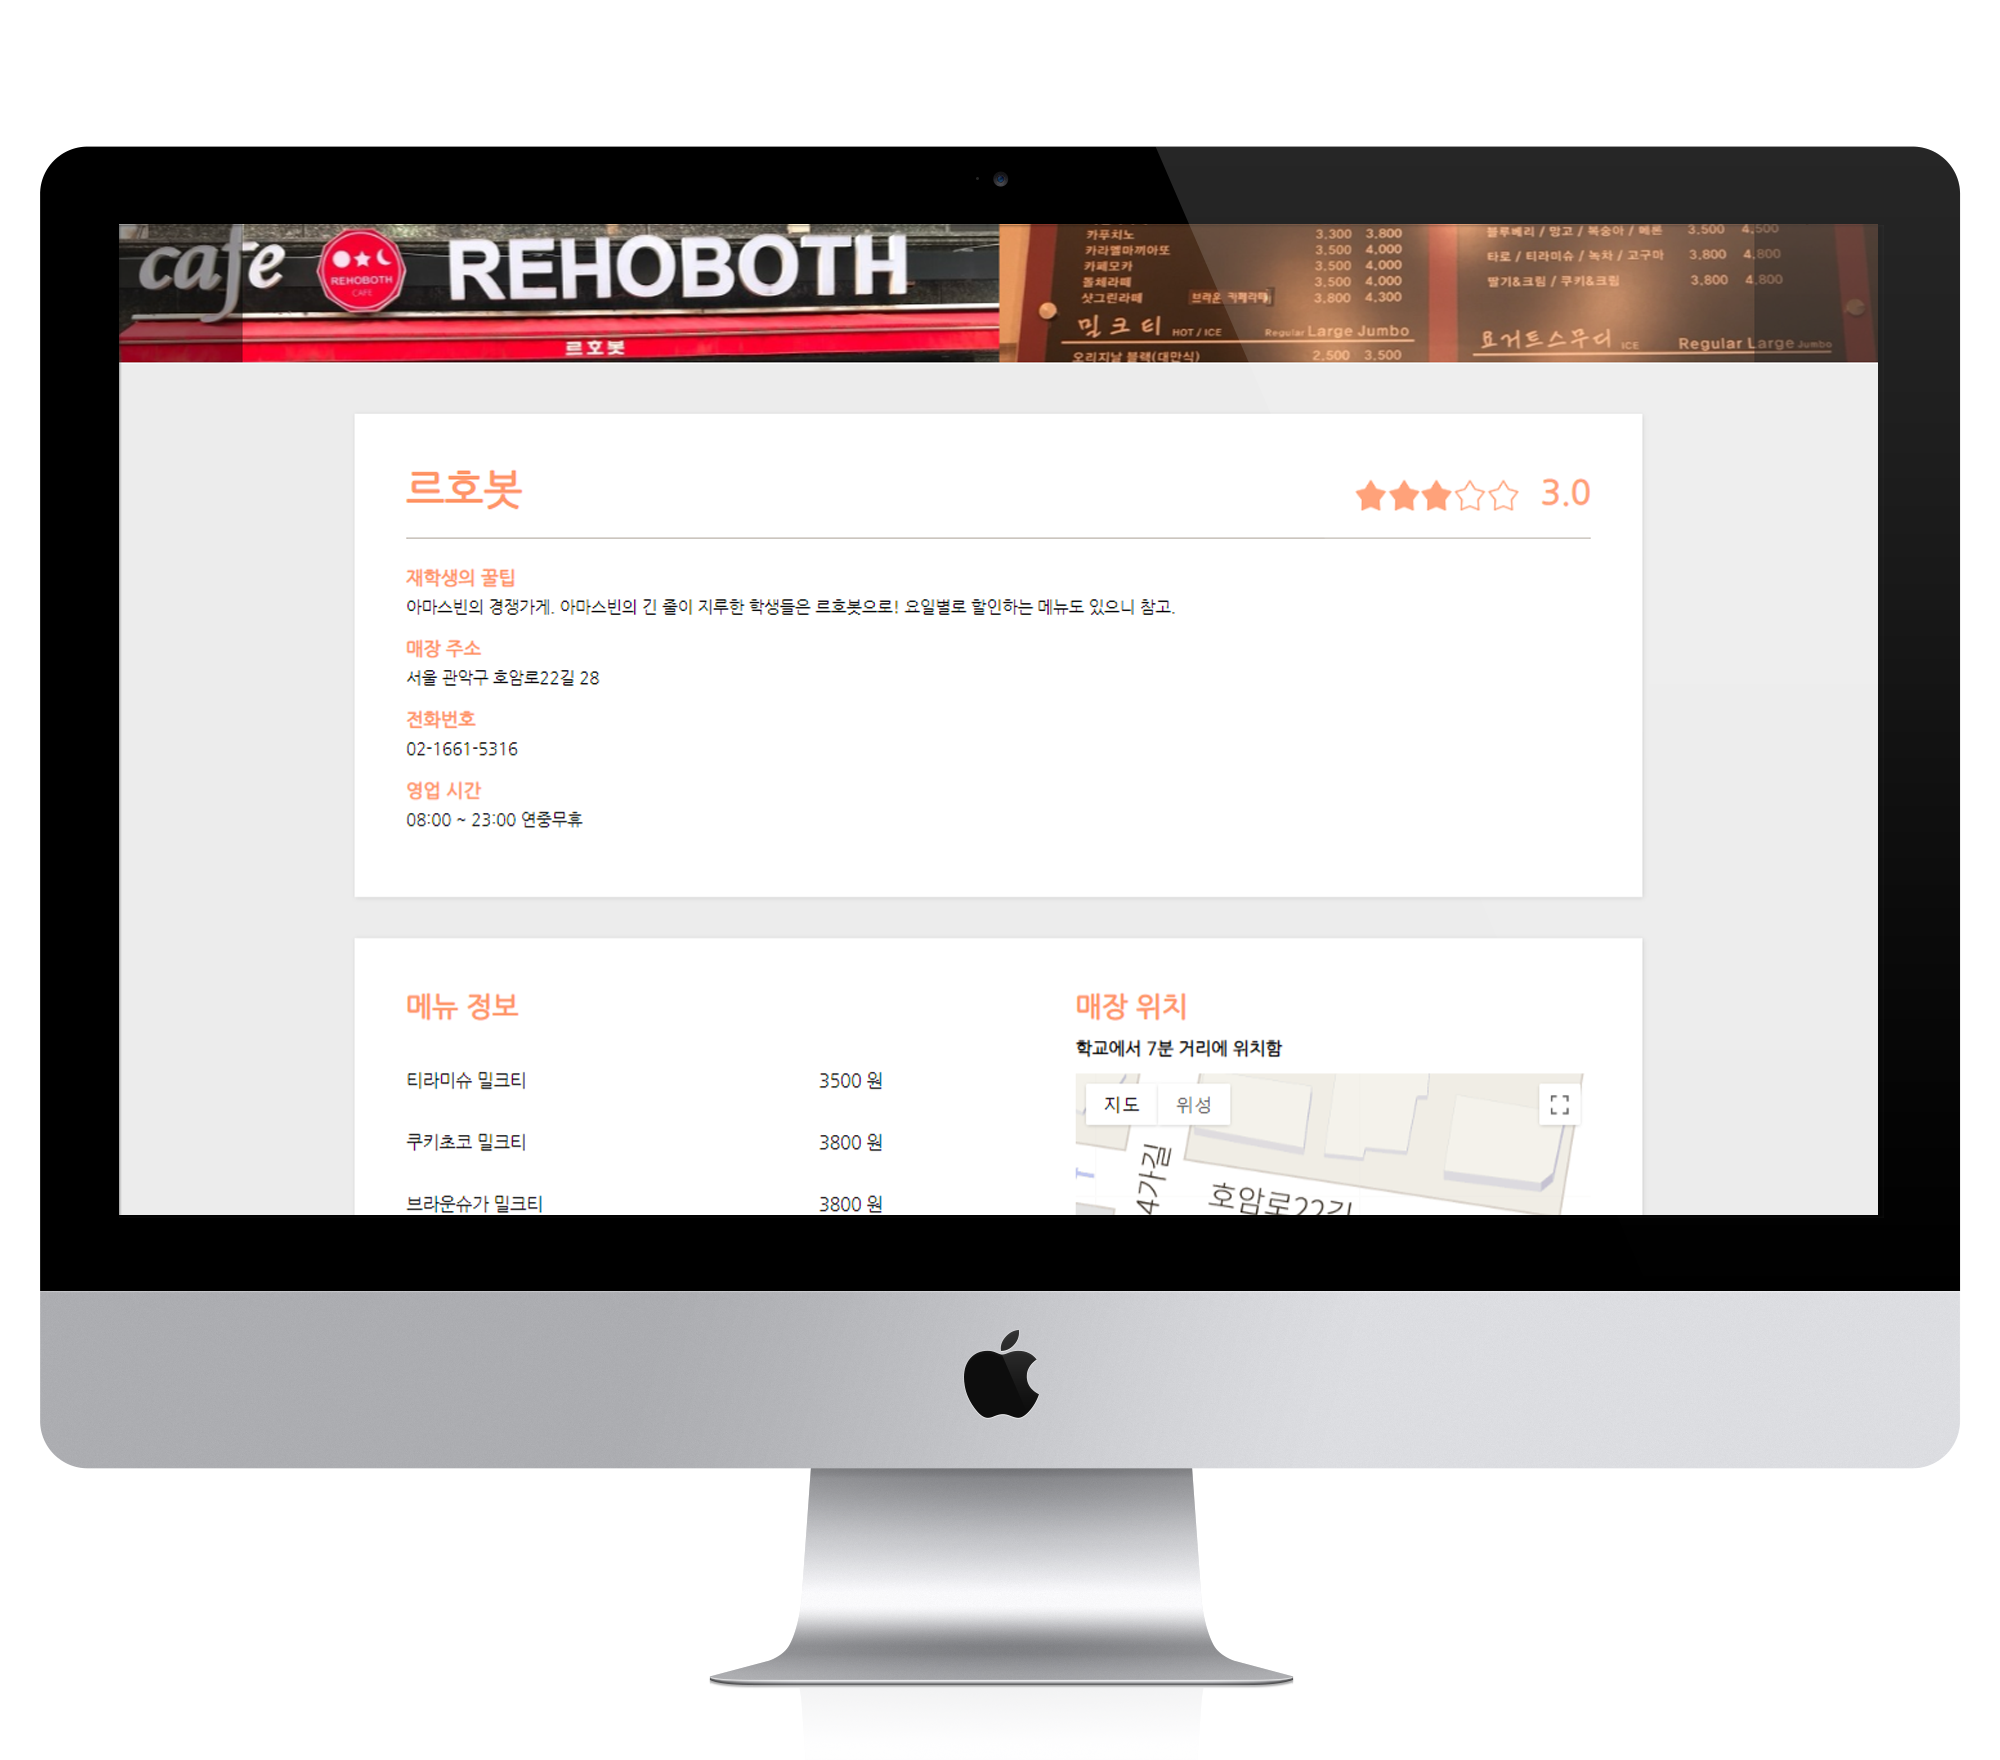 cafe REHOBOTH
REHOBOTH
CAFE
르호봇
카푸치노 3,300 3,800
카라멜마끼아또 3,500 4,000
카페모카 3,500 4,000
돌체라떼 3,500 4,000
샷그린라떼 브라운 카페라떼 3,800 4,300
밀크티 HOT / ICE Regular Large Jumbo
오리지날 블랙(대만식) 2,500 3,500
블루베리 / 망고 / 복숭아 / 메론 3,500 4,500
타로 / 티라미슈 / 녹차 / 고구마 3,800 4,800
딸기&크림 / 쿠키&크림 3,800 4,800
요거트스무디 ICE Regular Large Jumbo
르호봇
3.0
재학생의 꿀팁
아마스빈의 경쟁가게. 아마스빈의 긴 줄이 지루한 학생들은 르호봇으로! 요일별로 할인하는 메뉴도 있으니 참고.
매장 주소
서울 관악구 호암로22길 28
전화번호
02-1661-5316
영업 시간
08:00 ~ 23:00 연중무휴
메뉴 정보
티라미슈 밀크티 3500 원
쿠키초코 밀크티 3800 원
브라운슈가 밀크티 3800 원
매장 위치
학교에서 7분 거리에 위치함
지도 위성
4가길
호암로22길